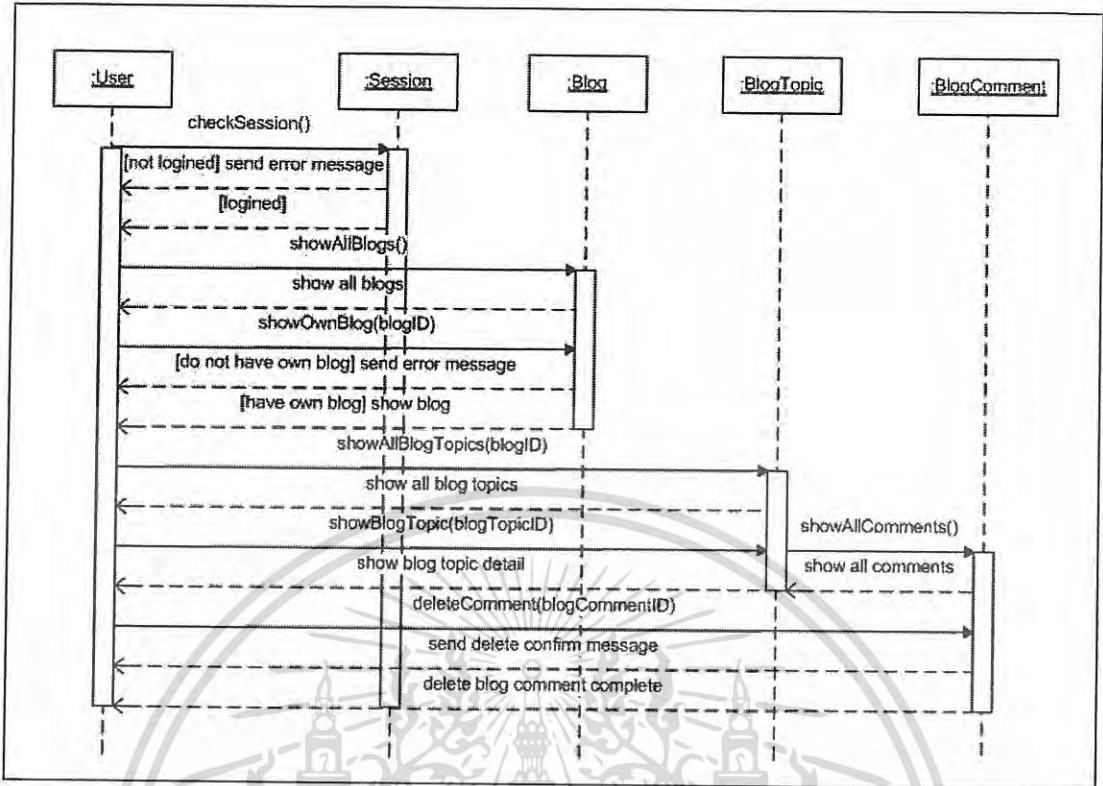 :User
:Session
:Blog
:BlogTopic
:BlogComment
checkSession()
[not logined] send error message
[logined]
showAllBlogs()
show all blogs
showOwnBlog(blogID)
[do not have own blog] send error message
[have own blog] show blog
showAllBlogTopics(blogID)
show all blog topics
showBlogTopic(blogTopicID)
showAllComments()
show blog topic detail
show all comments
deleteComment(blogCommentID)
send delete confirm message
delete blog comment complete